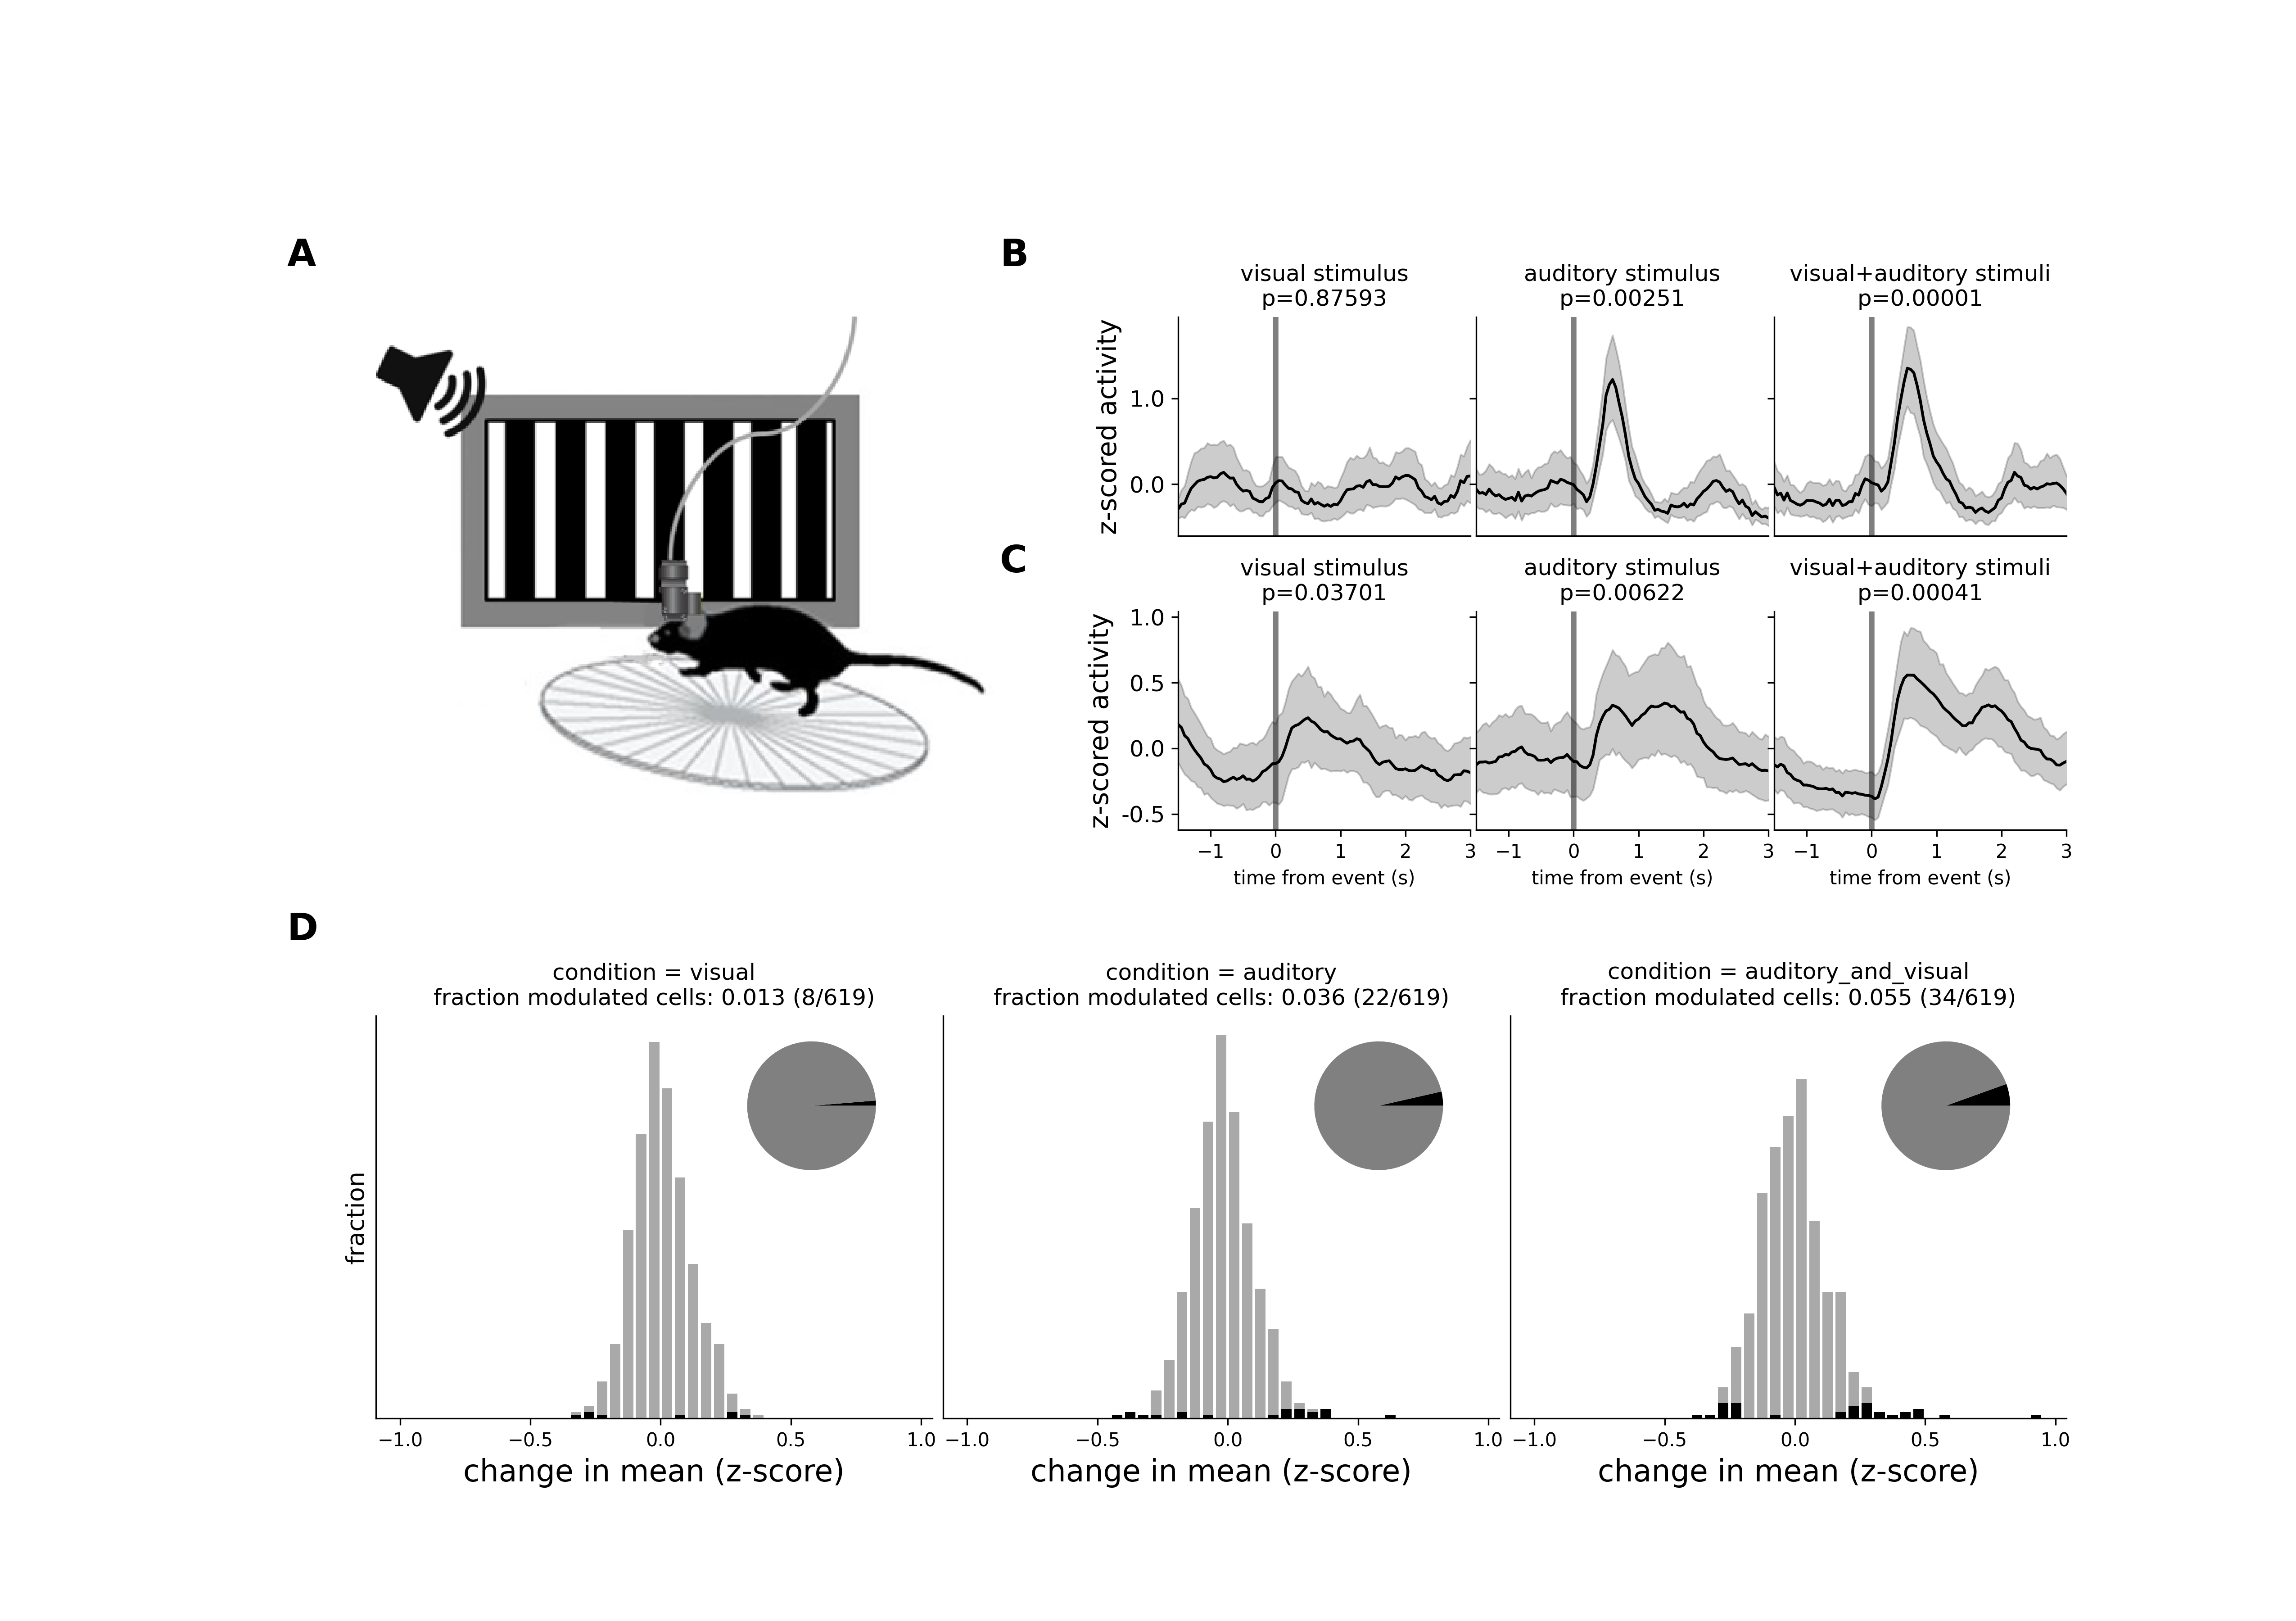 A
B
visual stimulus
p=0.87593
auditory stimulus
p=0.00251
visual+auditory stimuli
p=0.00001
z-scored activity
1.0
0.0
C
visual stimulus
p=0.03701
auditory stimulus
p=0.00622
visual+auditory stimuli
p=0.00041
z-scored activity
1.0
0.5
0.0
-0.5
−1 0 1 2 3
−1 0 1 2 3
−1 0 1 2 3
time from event (s)
time from event (s)
time from event (s)
D
condition = visual
fraction modulated cells: 0.013 (8/619)
condition = auditory
fraction modulated cells: 0.036 (22/619)
condition = auditory_and_visual
fraction modulated cells: 0.055 (34/619)
fraction
−1.0 −0.5 0.0 0.5 1.0
−1.0 −0.5 0.0 0.5 1.0
−1.0 −0.5 0.0 0.5 1.0
change in mean (z-score)
change in mean (z-score)
change in mean (z-score)